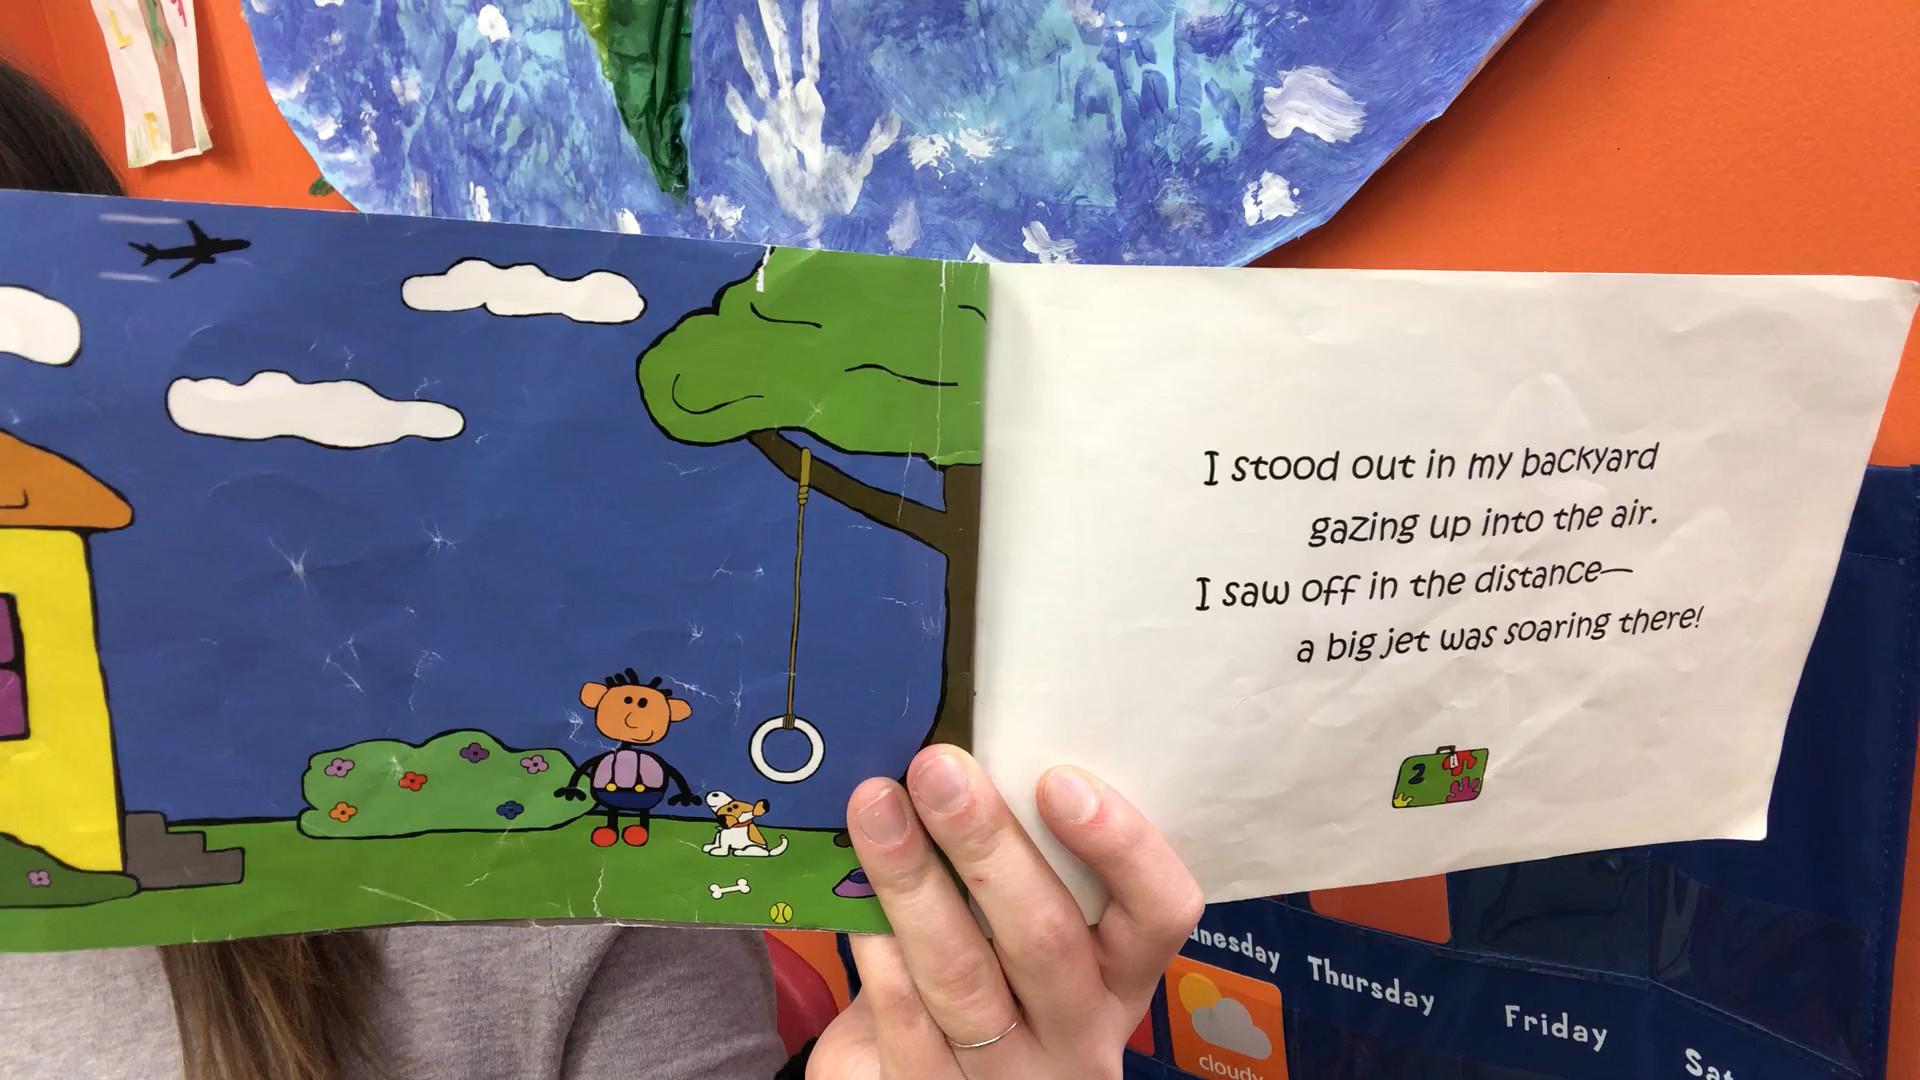 I stood out in my backyard
gazing up into the air.
I saw off in the distance—
a big jet was soaring there!
2
Thursday
Friday
cloudy